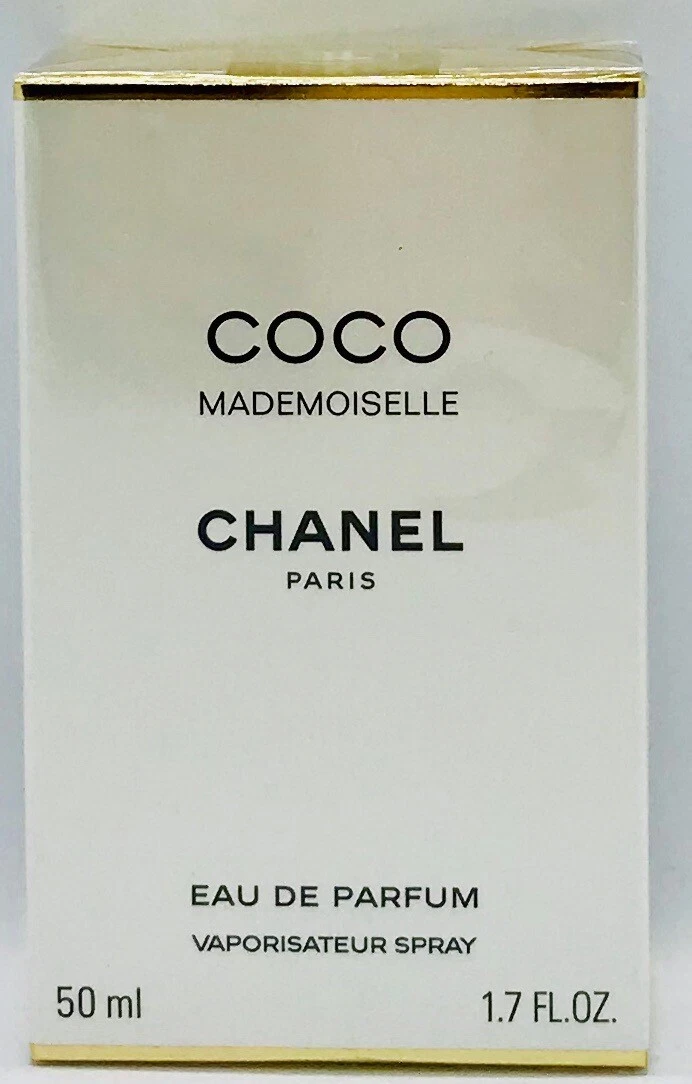 COCO
MADEMOISELLE
CHANEL
PARIS
EAU DE PARFUM
VAPORISATEUR SPRAY
50 ml 1.7 FL.OZ.